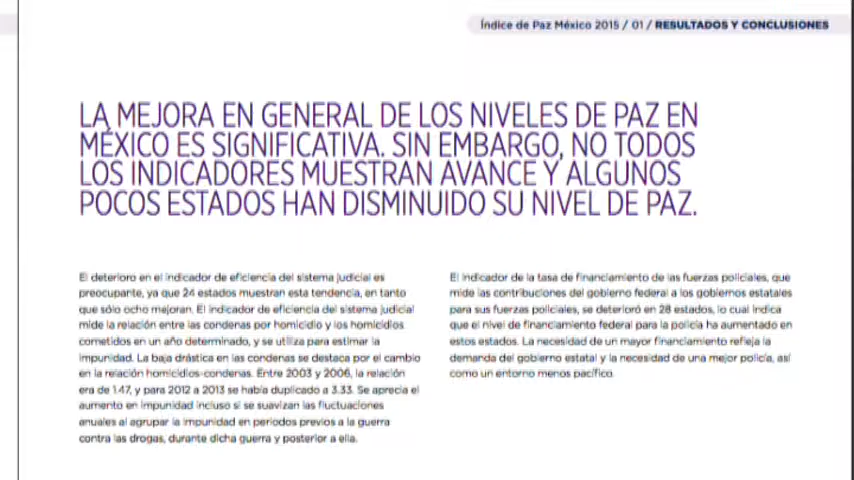 Índice de Paz México 2015 / 01 / RESULTADOS Y CONCLUSIONES
LA MEJORA EN GENERAL DE LOS NIVELES DE PAZ EN
MÉXICO ES SIGNIFICATIVA. SIN EMBARGO, NO TODOS
LOS INDICADORES MUESTRAN AVANCE Y ALGUNOS
POCOS ESTADOS HAN DISMINUIDO SU NIVEL DE PAZ.
El deterioro en el indicador de eficiencia del sistema judicial es
preocupante, ya que 24 estados muestran esta tendencia, en tanto
que sólo ocho mejoran. El indicador de eficiencia del sistema judicial
mide la relación entre las condenas por homicidio y los homicidios
cometidos en un año determinado, y se utiliza para estimar la
impunidad. La baja drástica en las condenas se destaca por el cambio
en la relación homicidios-condenas. Entre 2003 y 2006, la relación
era de 1.47, y para 2012 a 2013 se había duplicado a 3.33. Se aprecia el
aumento en impunidad incluso si se suavizan las fluctuaciones
anuales al agrupar la impunidad en periodos previos a la guerra
contra las drogas, durante dicha guerra y posterior a ella.
El indicador de la tasa de financiamiento de las fuerzas policiales, que
mide las contribuciones del gobierno federal a los gobiernos estatales
para sus fuerzas policiales, se deterioró en 28 estados, lo cual indica
que el nivel de financiamiento federal para la policía ha aumentado en
estos estados. La necesidad de un mayor financiamiento refleja la
demanda del gobierno estatal y la necesidad de una mejor policía, así
como un entorno menos pacífico.